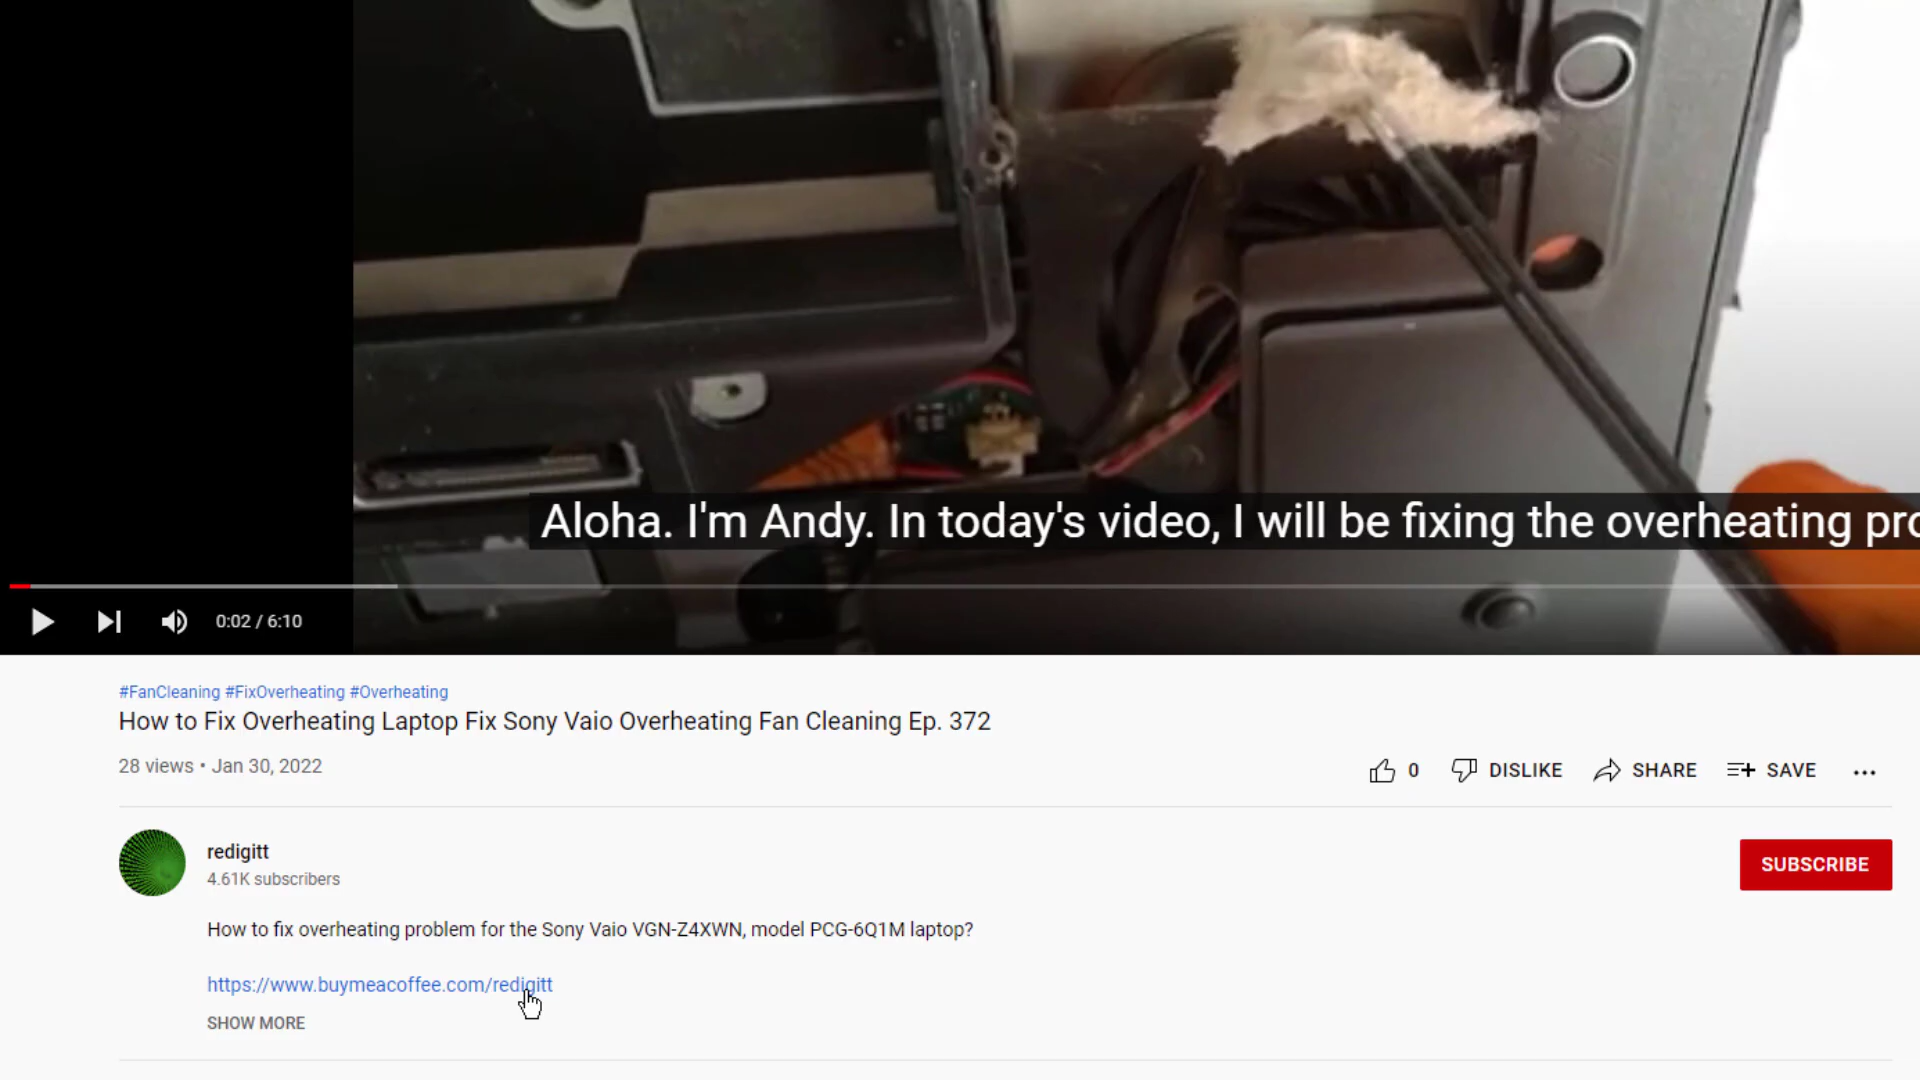 Aloha. I'm Andy. In today's video, I will be fixing the overheating pro
0:02 / 6:10
#FanCleaning #FixOverheating #Overheating
How to Fix Overheating Laptop Fix Sony Vaio Overheating Fan Cleaning Ep. 372
28 views • Jan 30, 2022
0 DISLIKE SHARE SAVE
redigitt
4.61K subscribers
SUBSCRIBE
How to fix overheating problem for the Sony Vaio VGN-Z4XWN, model PCG-6Q1M laptop?
https://www.buymeacoffee.com/redigitt
SHOW MORE